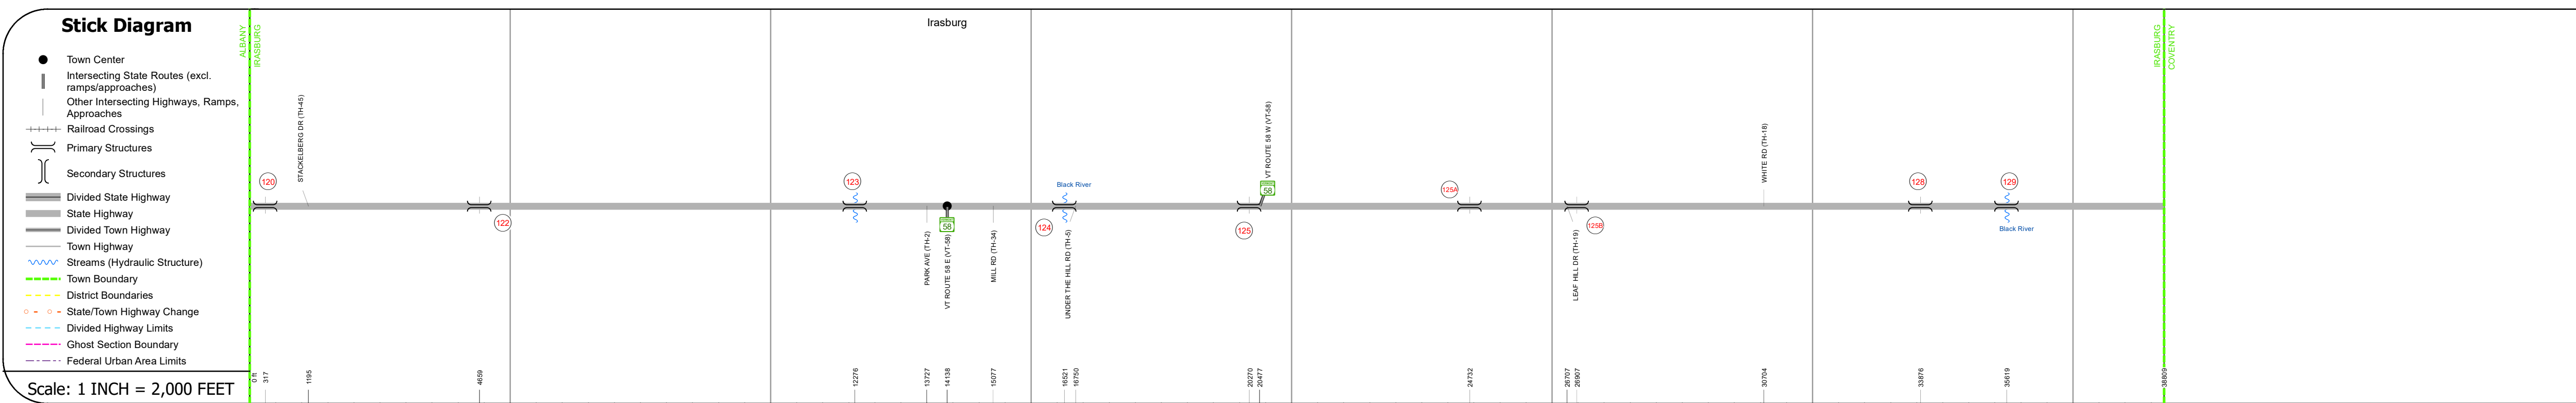 Stick Diagram
Town Center
Intersecting State Routes (excl.
ramps/approaches)
Other Intersecting Highways, Ramps,
Approaches
Railroad Crossings
Primary Structures
Secondary Structures
Divided State Highway
State Highway
Divided Town Highway
Town Highway
Streams (Hydraulic Structure)
Town Boundary
District Boundaries
State/Town Highway Change
Divided Highway Limits
Ghost Section Boundary
Federal Urban Area Limits
Scale: 1 INCH = 2,000 FEET
ALBANY
IRASBURG
Irasburg
IRASBURG
COVENTRY
STACKELBERG DR (TH-45)
VT ROUTE 58 W (VT-58)
WHITE RD (TH-18)
120
123
Black River
58
125A
128
129
122
58
124
125
125B
Black River
PARK AVE (TH-2)
VT ROUTE 58 E (VT-58)
MILL RD (TH-34)
UNDER THE HILL RD (TH-5)
LEAF HILL DR (TH-19)
0 ft
317
1195
4659
12276
13727
14138
15077
16521
16750
20270
20477
24732
26707
26907
30704
33876
35619
38809